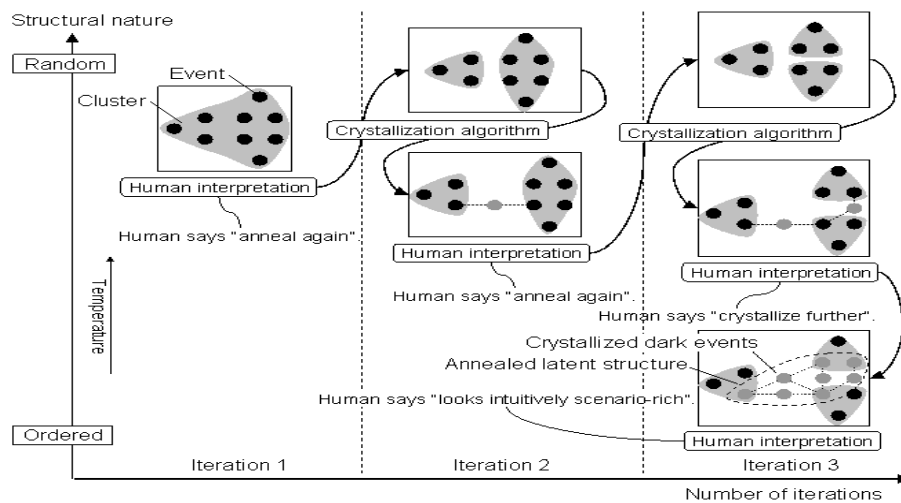 Structural nature
Random
Event
Cluster
Human interpretation
Human says "anneal again".
Crystallization algorithm
Human interpretation
Human says "anneal again".
Crystallization algorithm
Human interpretation
Human says "crystallize further".
Crystallized dark events
Annealed latent structure
Human says "looks intuitively scenario-rich".
Human interpretation
Temperature
Ordered
Iteration 1
Iteration 2
Iteration 3
Number of iterations